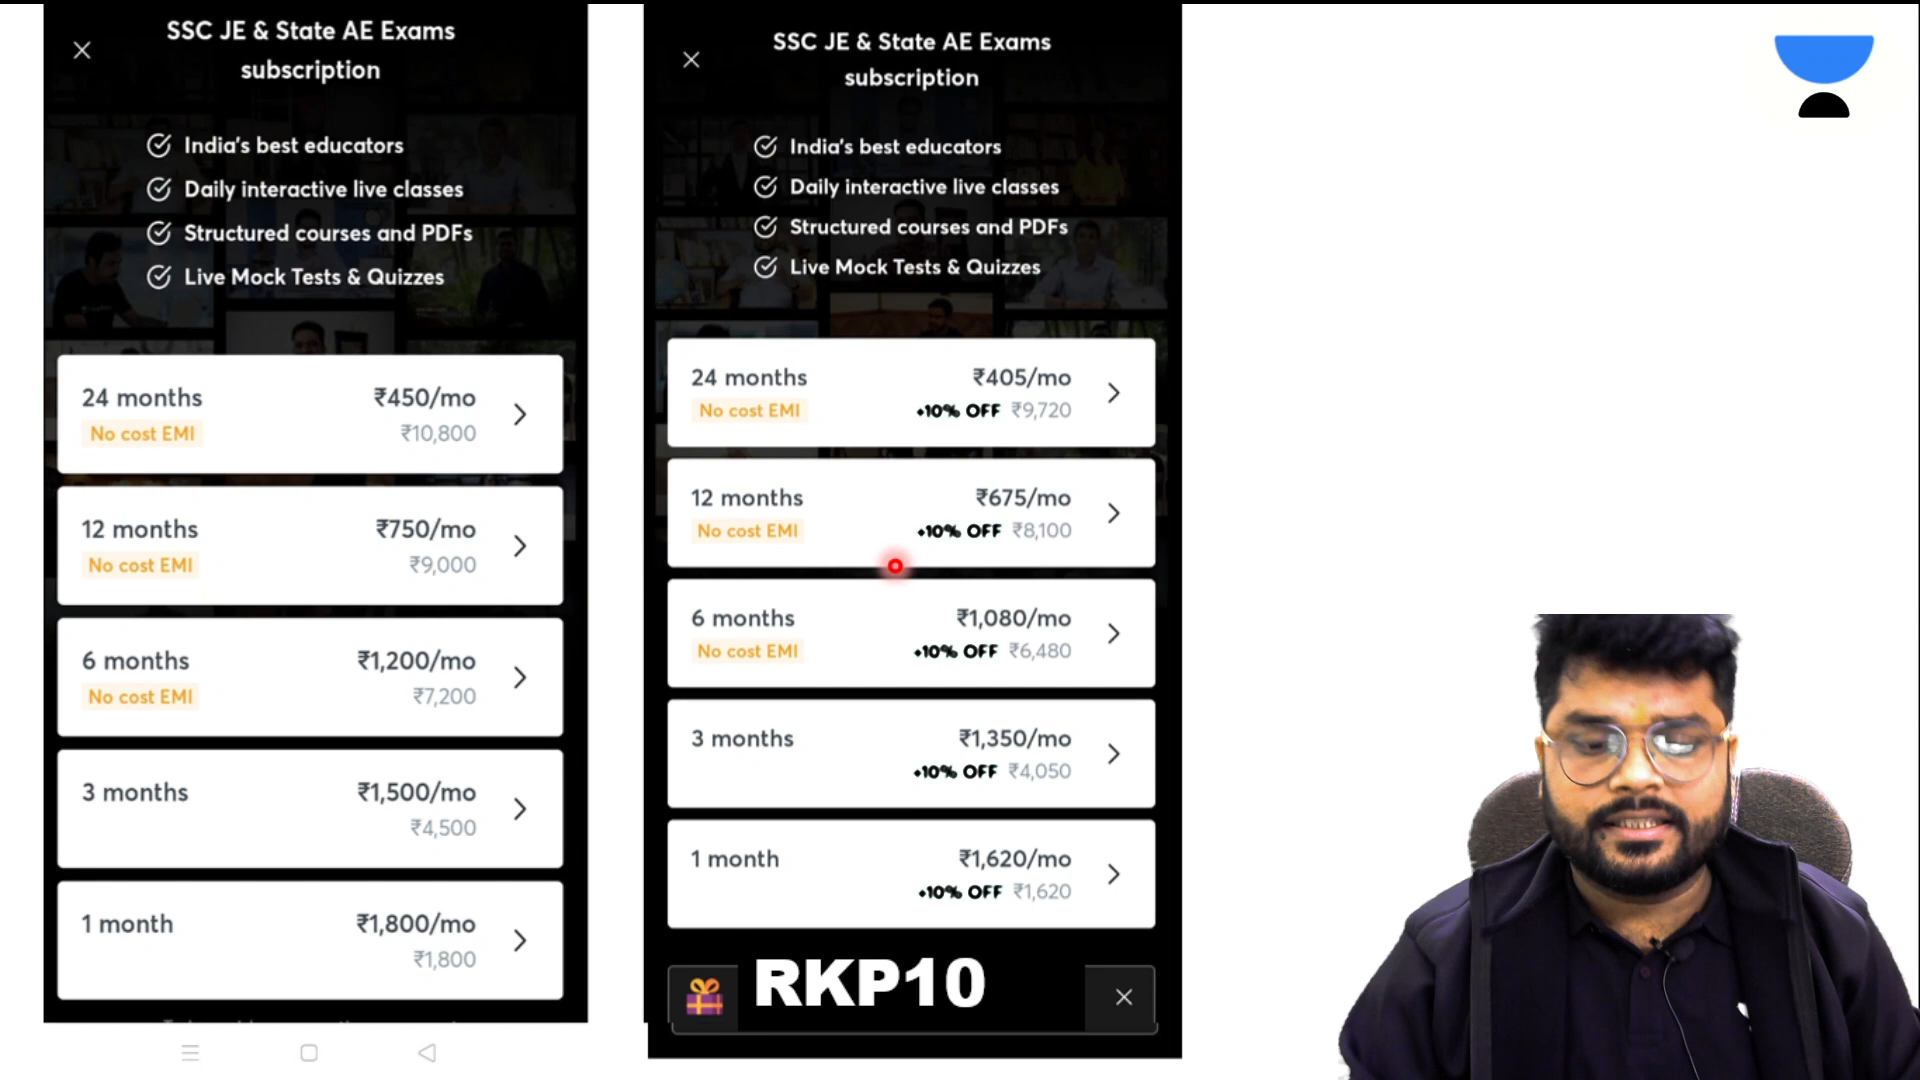 SSC JE & State AE Exams
subscription
India's best educators
Daily interactive live classes
Structured courses and PDFs
Live Mock Tests & Quizzes
24 months ₹450/mo
No cost EMI ₹10,800
12 months ₹750/mo
No cost EMI ₹9,000
6 months ₹1,200/mo
No cost EMI ₹7,200
3 months ₹1,500/mo
₹4,500
1 month ₹1,800/mo
₹1,800
SSC JE & State AE Exams
subscription
India's best educators
Daily interactive live classes
Structured courses and PDFs
Live Mock Tests & Quizzes
24 months ₹405/mo
No cost EMI +10% OFF ₹9,720
12 months ₹675/mo
No cost EMI +10% OFF ₹8,100
6 months ₹1,080/mo
No cost EMI +10% OFF ₹6,480
3 months ₹1,350/mo
+10% OFF ₹4,050
1 month ₹1,620/mo
+10% OFF ₹1,620
RKP10